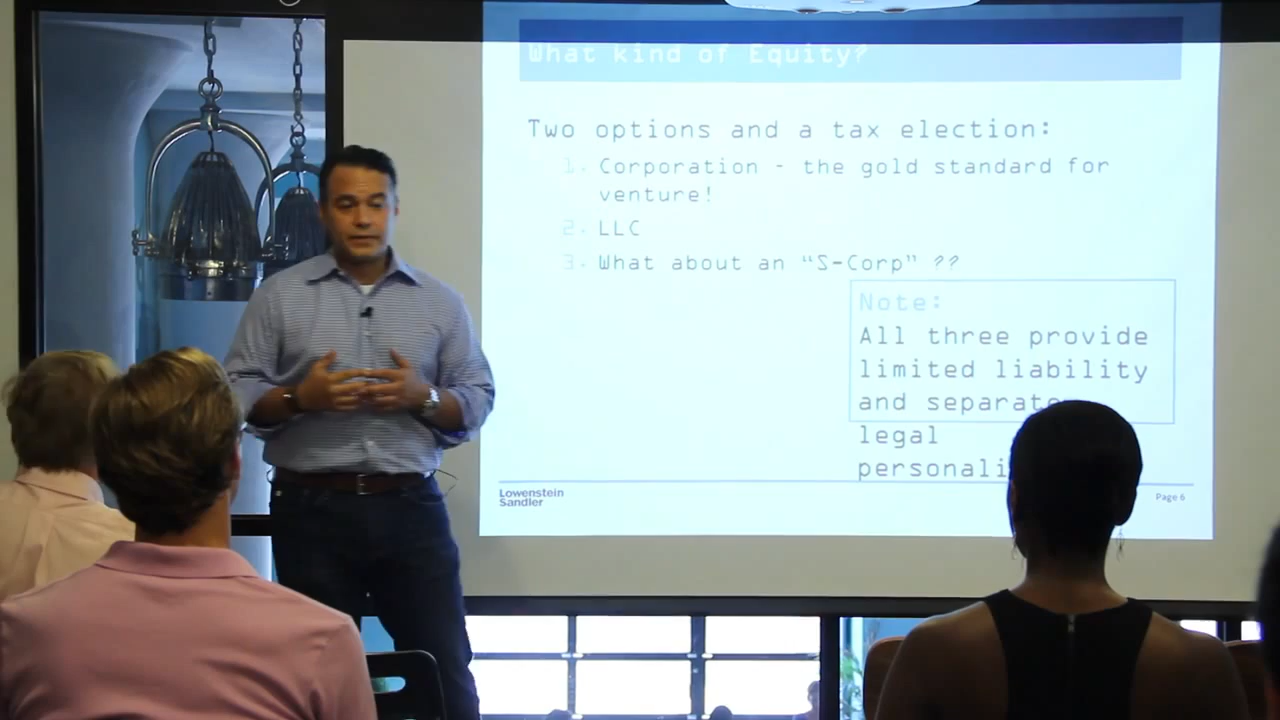 What kind of Equity?
Two options and a tax election:
1. Corporation - the gold standard for
venture!
2. LLC
3. What about an “S-Corp” ??
Note:
All three provide
limited liability
and separate
legal
Lowenstein
Sandler
Page 6